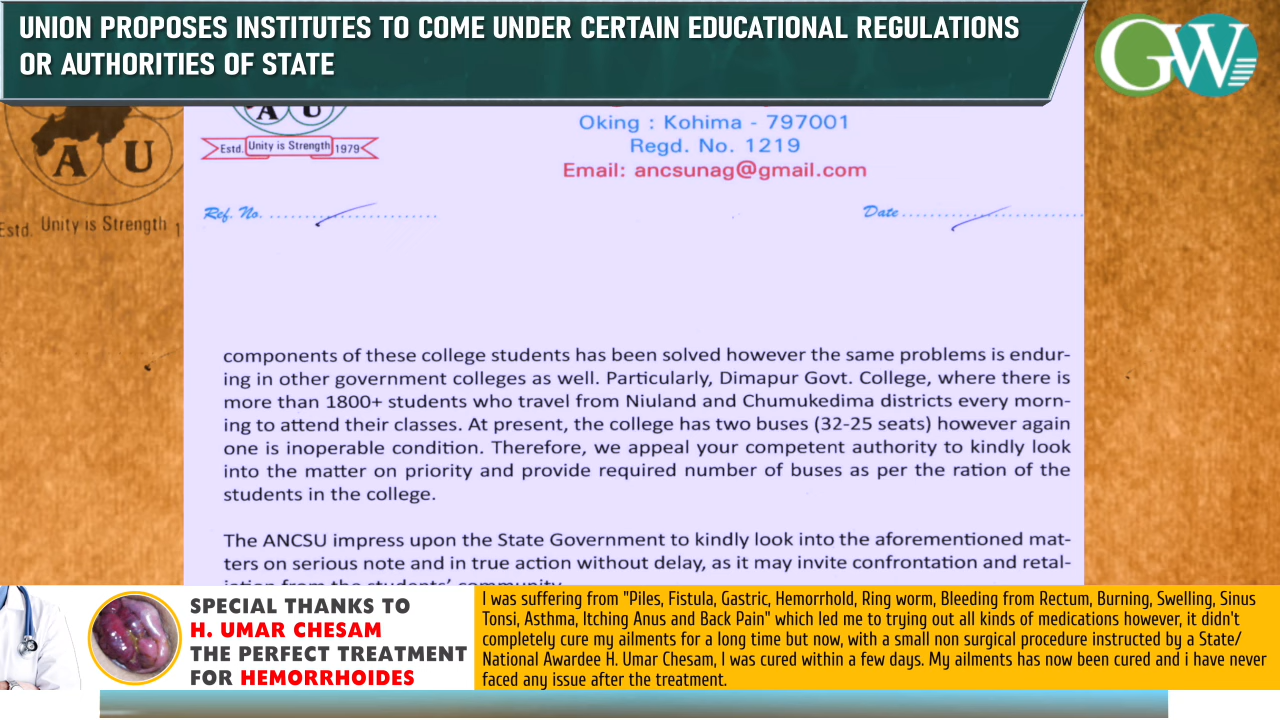 UNION PROPOSES INSTITUTES TO COME UNDER CERTAIN EDUCATIONAL REGULATIONS
OR AUTHORITIES OF STATE
GW
A U
Estd. Unity is Strength 1979
Oking : Kohima - 797001
Regd. No. 1219
Email: ancsunag@gmail.com
A U
Estd. Unity is Strength 1
Ref. No.
Date
components of these college students has been solved however the same problems is endur-
ing in other government colleges as well. Particularly, Dimapur Govt. College, where there is
more than 1800+ students who travel from Niuland and Chumukedima districts every morn-
ing to attend their classes. At present, the college has two buses (32-25 seats) however again
one is inoperable condition. Therefore, we appeal your competent authority to kindly look
into the matter on priority and provide required number of buses as per the ration of the
students in the college.
The ANCSU impress upon the State Government to kindly look into the aforementioned mat-
ters on serious note and in true action without delay, as it may invite confrontation and retal-
iation from the students' community.
SPECIAL THANKS TO
H. UMAR CHESAM
THE PERFECT TREATMENT
FOR HEMORRHOIDES
I was suffering from "Piles, Fistula, Gastric, Hemorrhold, Ring worm, Bleeding from Rectum, Burning, Swelling, Sinus
Tonsi, Asthma, Itching Anus and Back Pain" which led me to trying out all kinds of medications however, it didn't
completely cure my ailments for a long time but now, with a small non surgical procedure instructed by a State/
National Awardee H. Umar Chesam, I was cured within a few days. My ailments has now been cured and i have never
faced any issue after the treatment.